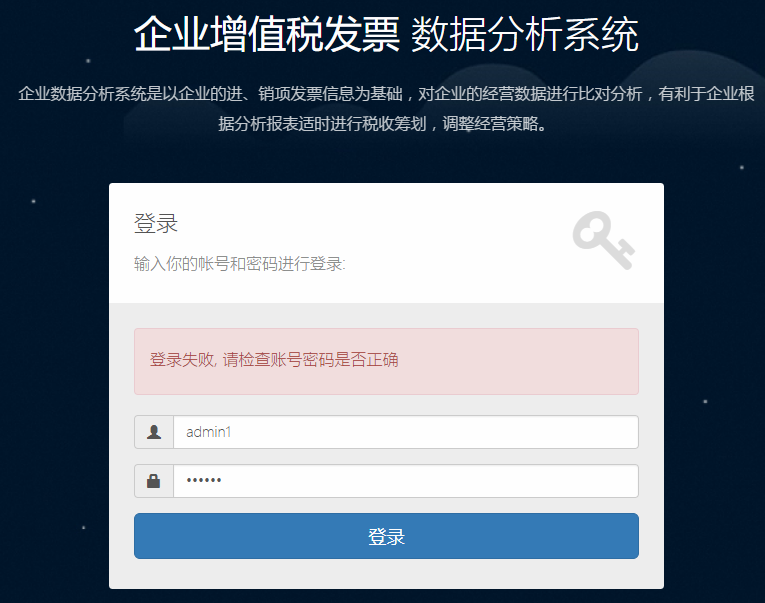 企业增值税发票 数据分析系统
企业数据分析系统是以企业的进、销项发票信息为基础，对企业的经营数据进行比对分析，有利于企业根
据分析报表适时进行税收筹划，调整经营策略。
登录
输入你的帐号和密码进行登录:
登录失败, 请检查账号密码是否正确
admin1
••••••
登录